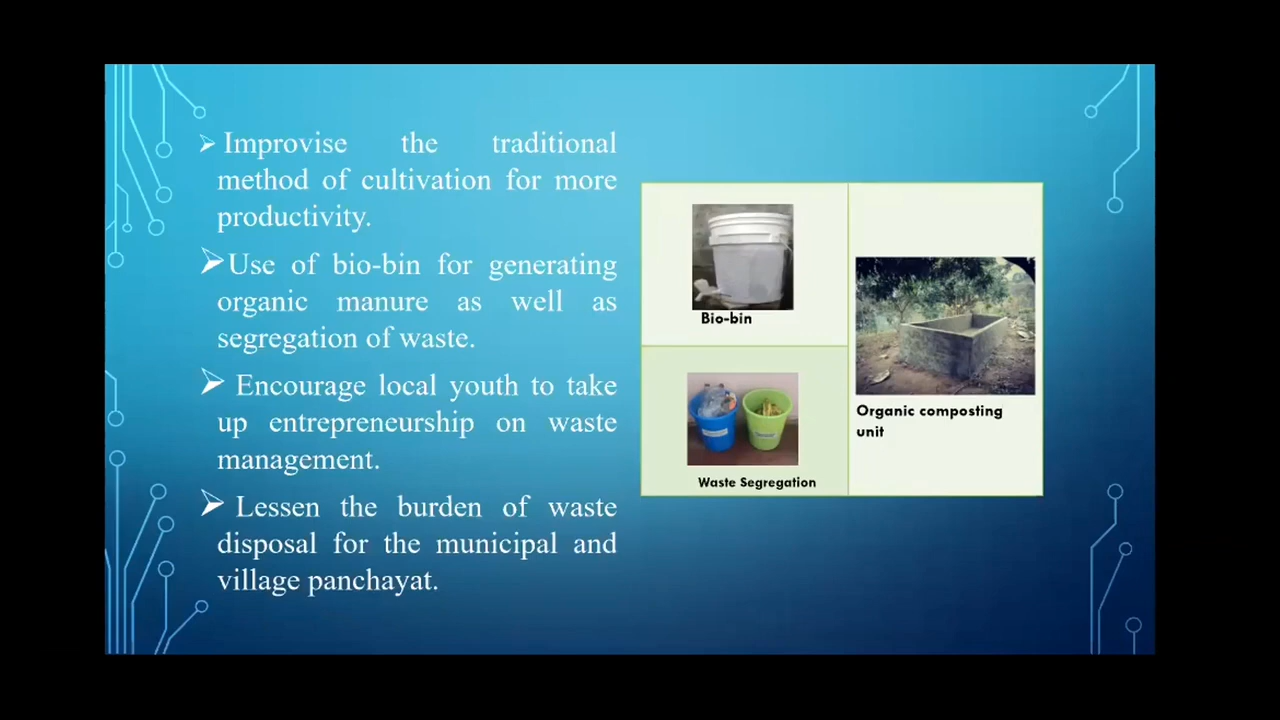 ➢ Improvise the traditional
method of cultivation for more
productivity.
➢Use of bio-bin for generating
organic manure as well as
segregation of waste.
➢ Encourage local youth to take
up entrepreneurship on waste
management.
➢ Lessen the burden of waste
disposal for the municipal and
village panchayat.
Bio-bin
Waste Segregation
Organic composting
unit